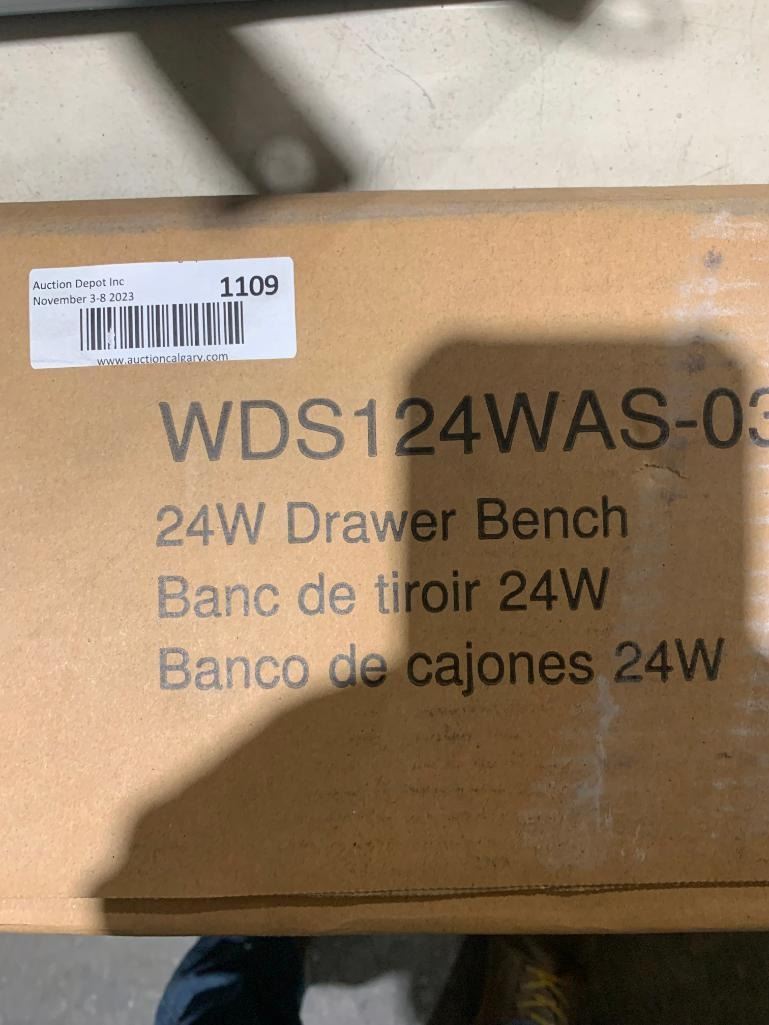 Auction Depot Inc
November 3-8 2023
1109
www.auctioncalgary.com
WDS124WAS-03
24W Drawer Bench
Banc de tiroir 24W
Banco de cajones 24W